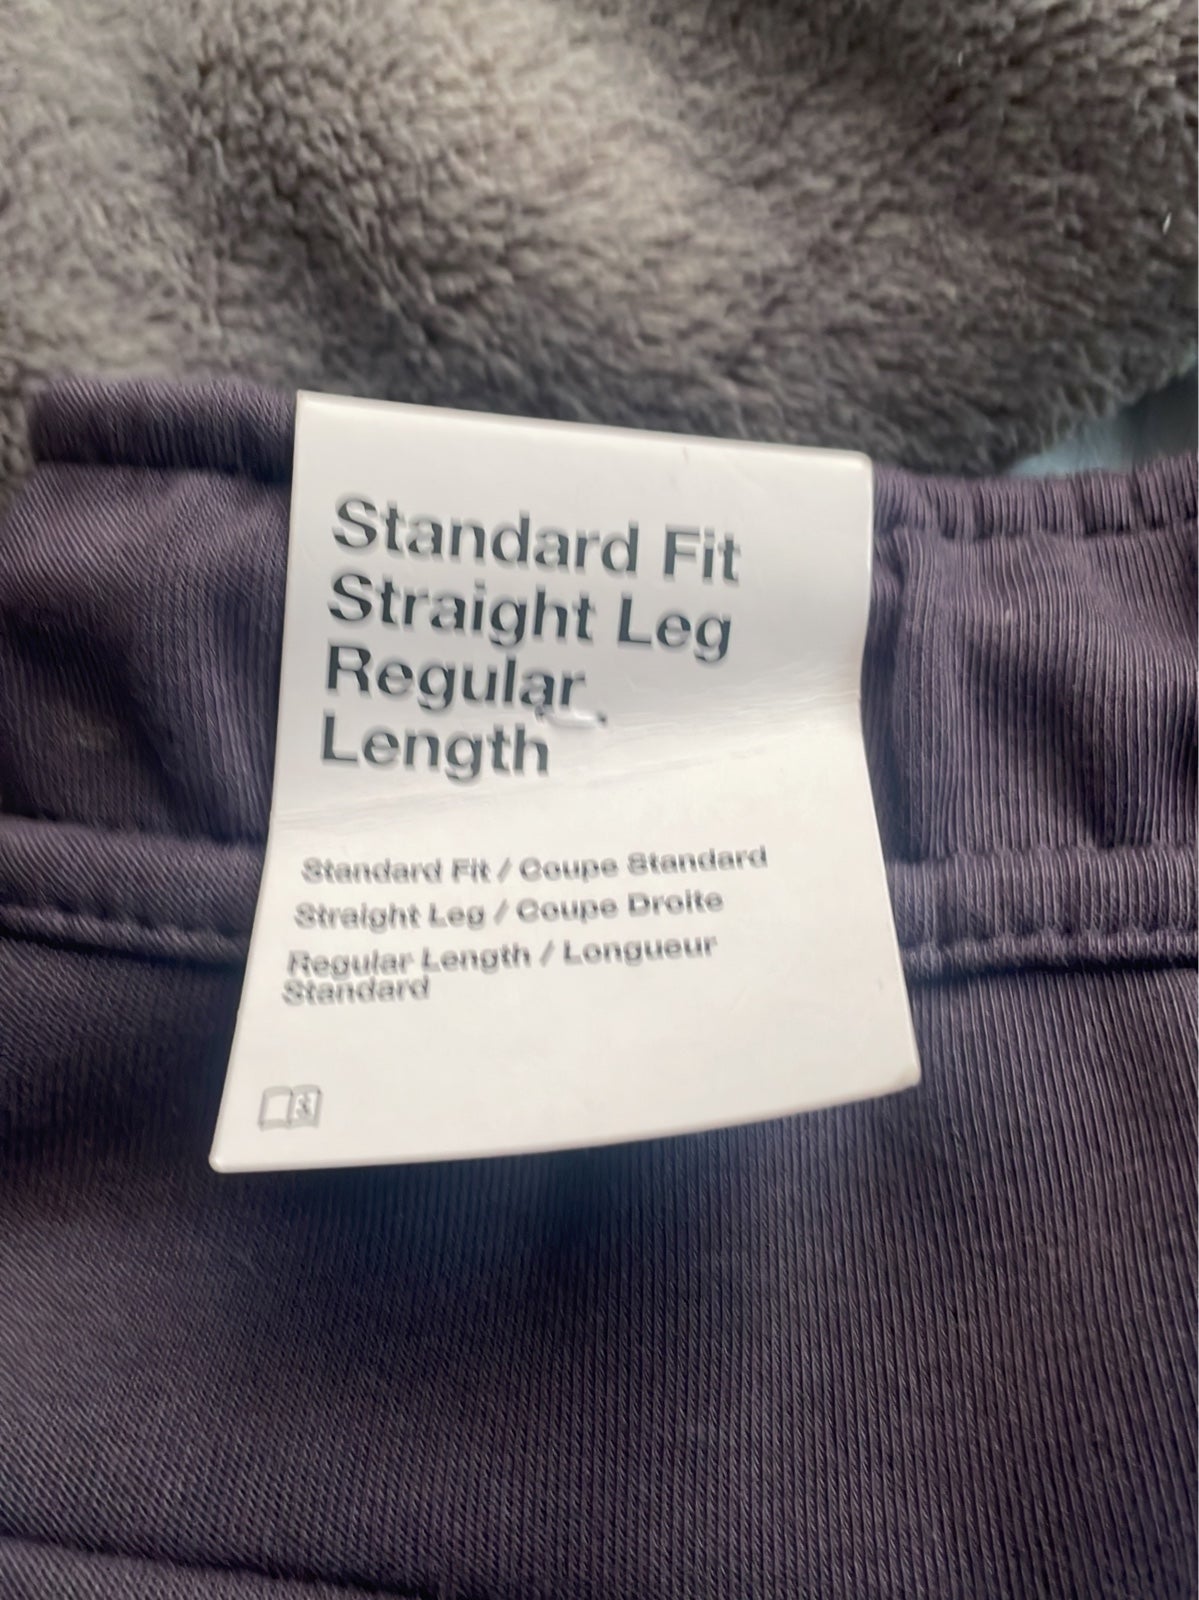 Standard Fit
Straight Leg
Regular
Length
Standard Fit / Coupe Standard
Straight Leg / Coupe Droite
Regular Length / Longueur
Standard